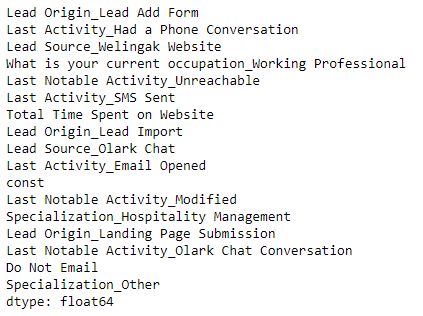 Lead Origin_Lead Add Form
Last Activity_Had a Phone Conversation
Lead Source_Welingak Website
What is your current occupation_Working Professional
Last Notable Activity_Unreachable
Last Activity_SMS Sent
Total Time Spent on Website
Lead Origin_Lead Import
Lead Source_Olark Chat
Last Activity_Email Opened
const
Last Notable Activity_Modified
Specialization_Hospitality Management
Lead Origin_Landing Page Submission
Last Notable Activity_Olark Chat Conversation
Do Not Email
Specialization_Other
dtype: float64